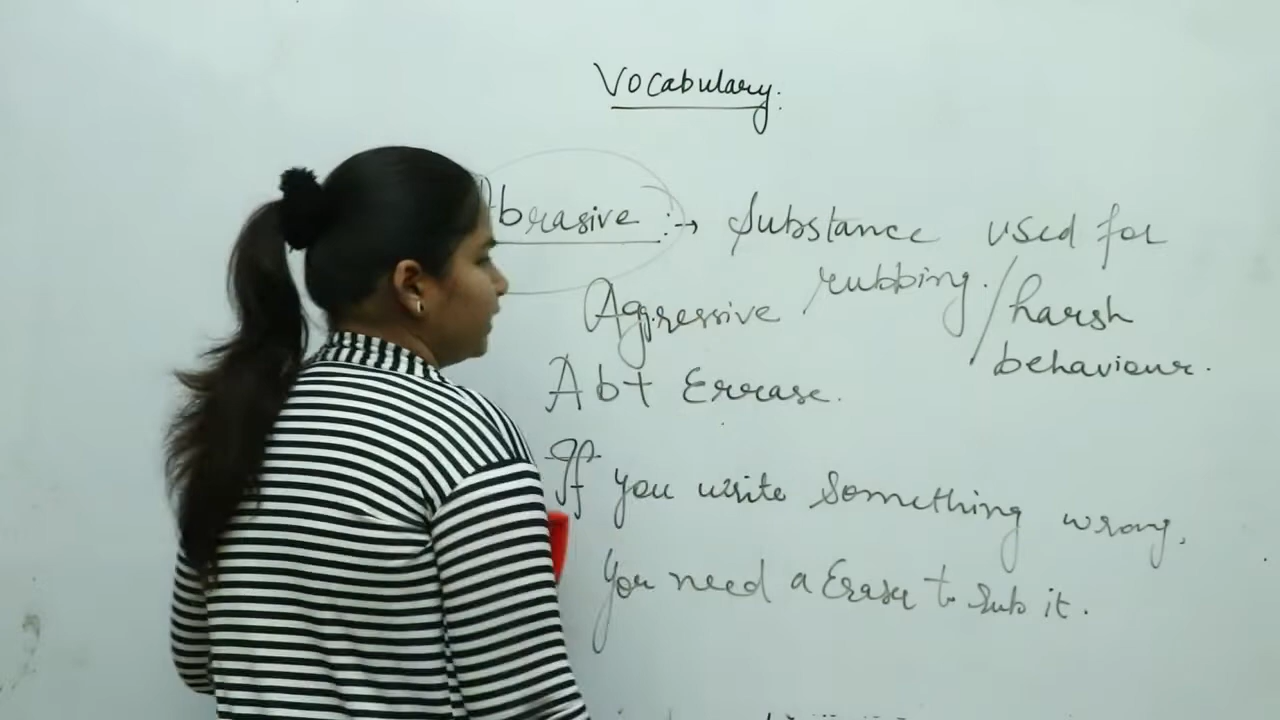 Vocabulary.
Abrasive :→ Substance used for
rubbing. / harsh
behaviour.
Aggressive
Abt Errase.
If you write something wrong,
you need a Eraser to rub it.